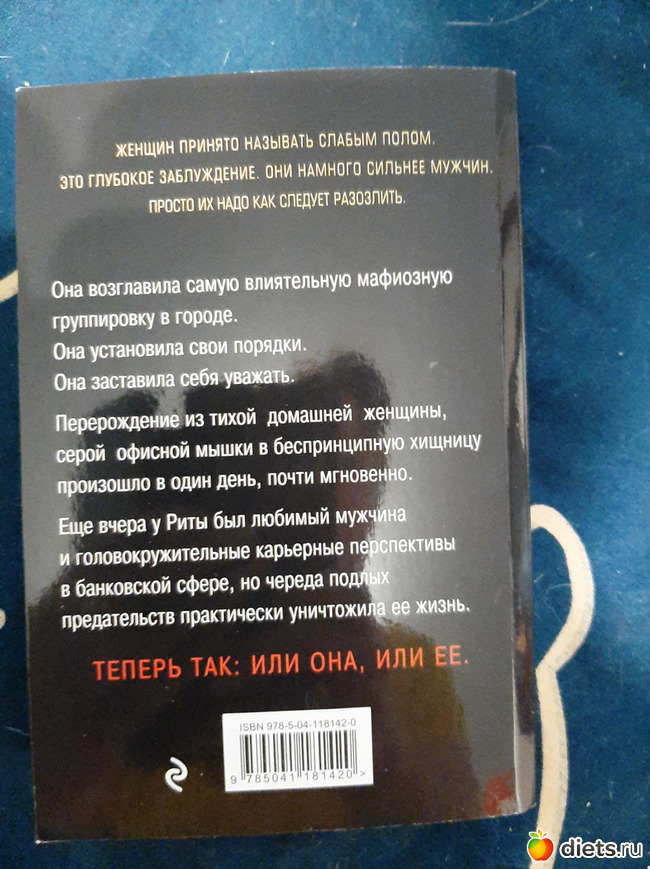 ЖЕНЩИН ПРИНЯТО НАЗЫВАТЬ СЛАБЫМ ПОЛОМ.
ЭТО ГЛУБОКОЕ ЗАБЛУЖДЕНИЕ. ОНИ НАМНОГО СИЛЬНЕЕ МУЖЧИН.
ПРОСТО ИХ НАДО КАК СЛЕДУЕТ РАЗОЗЛИТЬ.
Она возглавила самую влиятельную мафиозную
группировку в городе.
Она установила свои порядки.
Она заставила себя уважать.
Перерождение из тихой домашней женщины,
серой офисной мышки в беспринципную хищницу
произошло в один день, почти мгновенно.
Еще вчера у Риты был любимый мужчина
и головокружительные карьерные перспективы
в банковской сфере, но череда подлых
предательств практически уничтожила ее жизнь.
ТЕПЕРЬ ТАК: ИЛИ ОНА, ИЛИ ЕЕ.
ISBN 978-5-04-118142-0
9 785041 181420 >
diets.ru